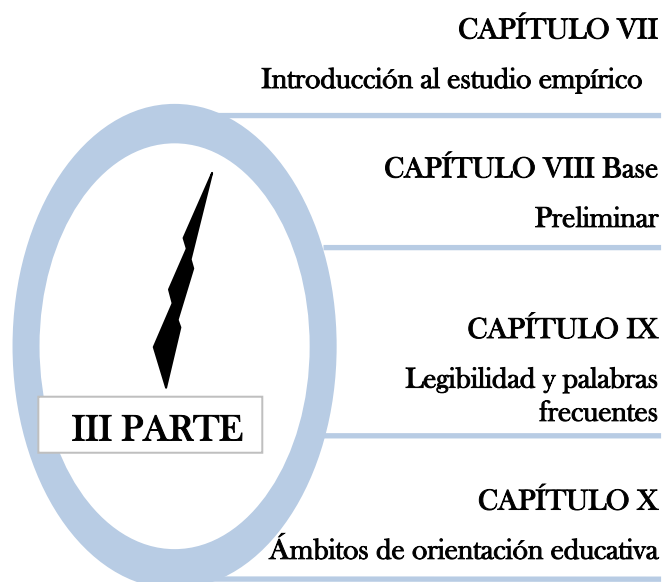 CAPÍTULO VII
Introducción al estudio empírico
CAPÍTULO VIII Base
Preliminar
CAPÍTULO IX
Legibilidad y palabras
frecuentes
III PARTE
CAPÍTULO X
Ámbitos de orientación educativa